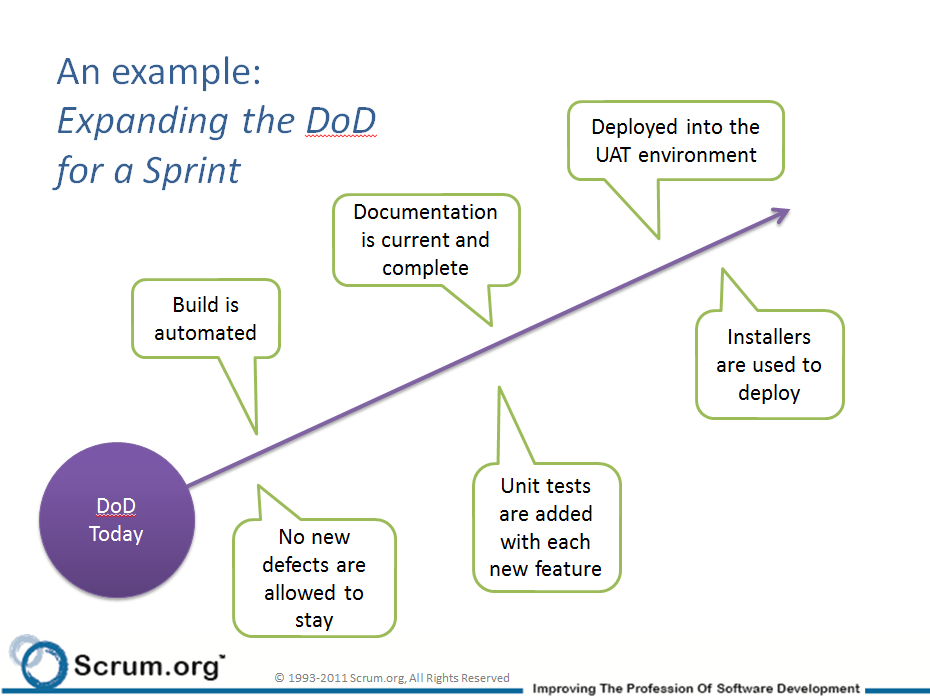 An example:
Expanding the DoD
for a Sprint
Deployed into the
UAT environment
Documentation
is current and
complete
Build is
automated
Installers
are used to
deploy
DoD
Today
No new
defects are
allowed to
stay
Unit tests
are added
with each
new feature
Scrum.org™
© 1993-2011 Scrum.org, All Rights Reserved
Improving The Profession Of Software Development